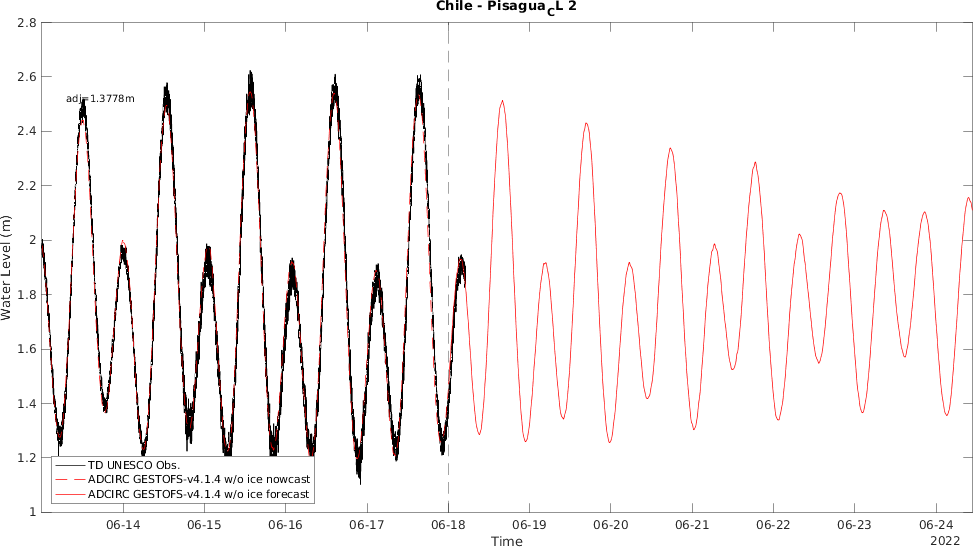 Chile - PisaguaCL 2
2.8
2.6
2.4
2.2
2
1.8
1.6
1.4
1.2
1
Water Level (m)
adj=1.3778m
TD UNESCO Obs.
ADCIRC GESTOFS-v4.1.4 w/o ice nowcast
ADCIRC GESTOFS-v4.1.4 w/o ice forecast
06-14 06-15 06-16 06-17 06-18 06-19 06-20 06-21 06-22 06-23 06-24
Time
2022